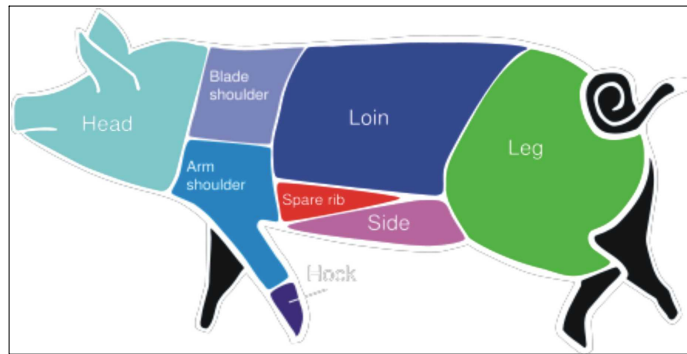 Head
Blade
shoulder
Loin
Leg
Arm
shoulder
Spare rib
Side
Hock